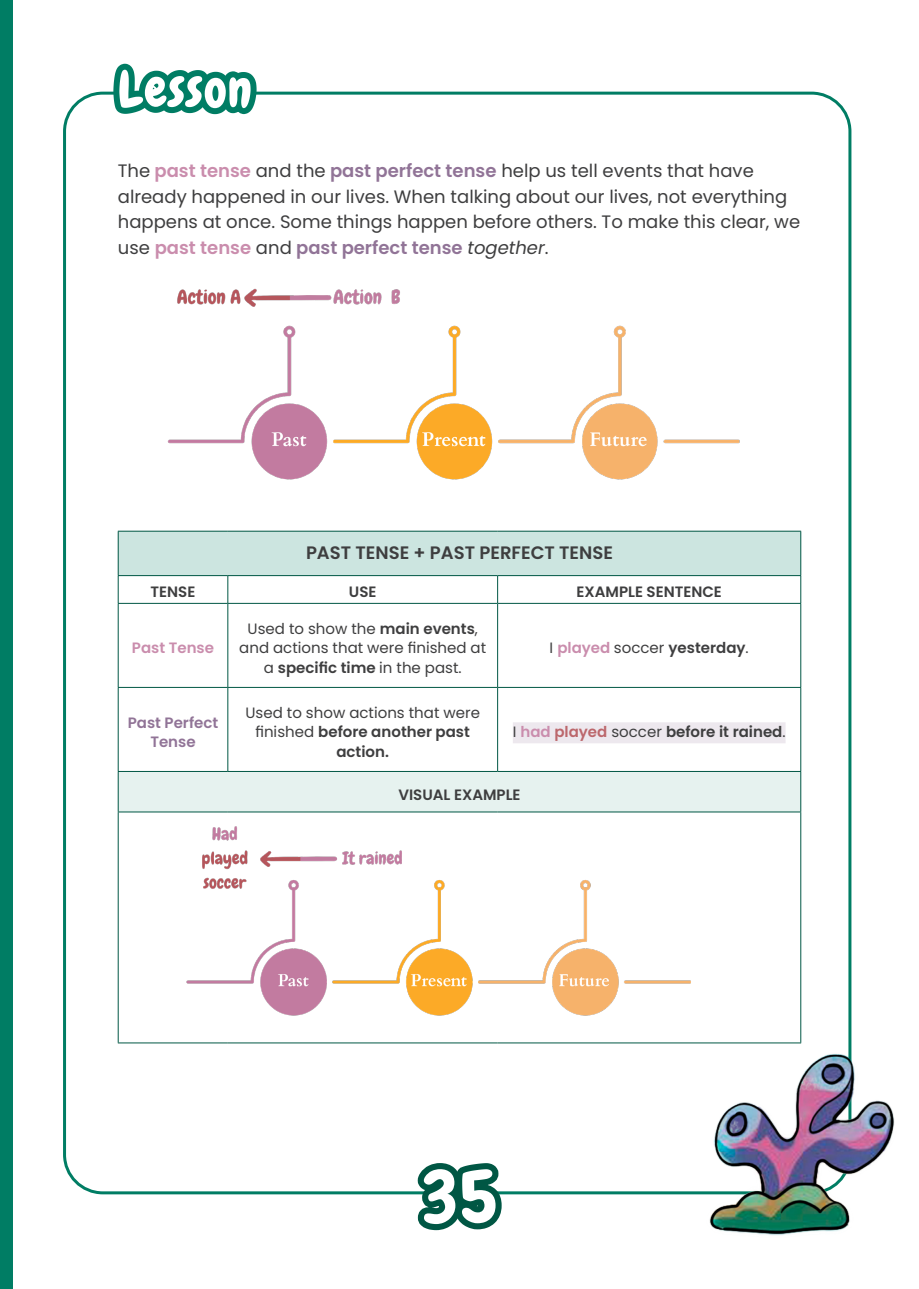 Lesson
The past tense and the past perfect tense help us tell events that have
already happened in our lives. When talking about our lives, not everything
happens at once. Some things happen before others. To make this clear, we
use past tense and past perfect tense together.
Action A Action B
Past Present Future
PAST TENSE + PAST PERFECT TENSE
TENSE USE EXAMPLE SENTENCE
Past Tense
Used to show the main events,
and actions that were finished at
a specific time in the past.
I played soccer yesterday.
Past Perfect
Tense
Used to show actions that were
finished before another past
action.
I had played soccer before it rained.
VISUAL EXAMPLE
Had
played
soccer
It rained
Past Present Future
35